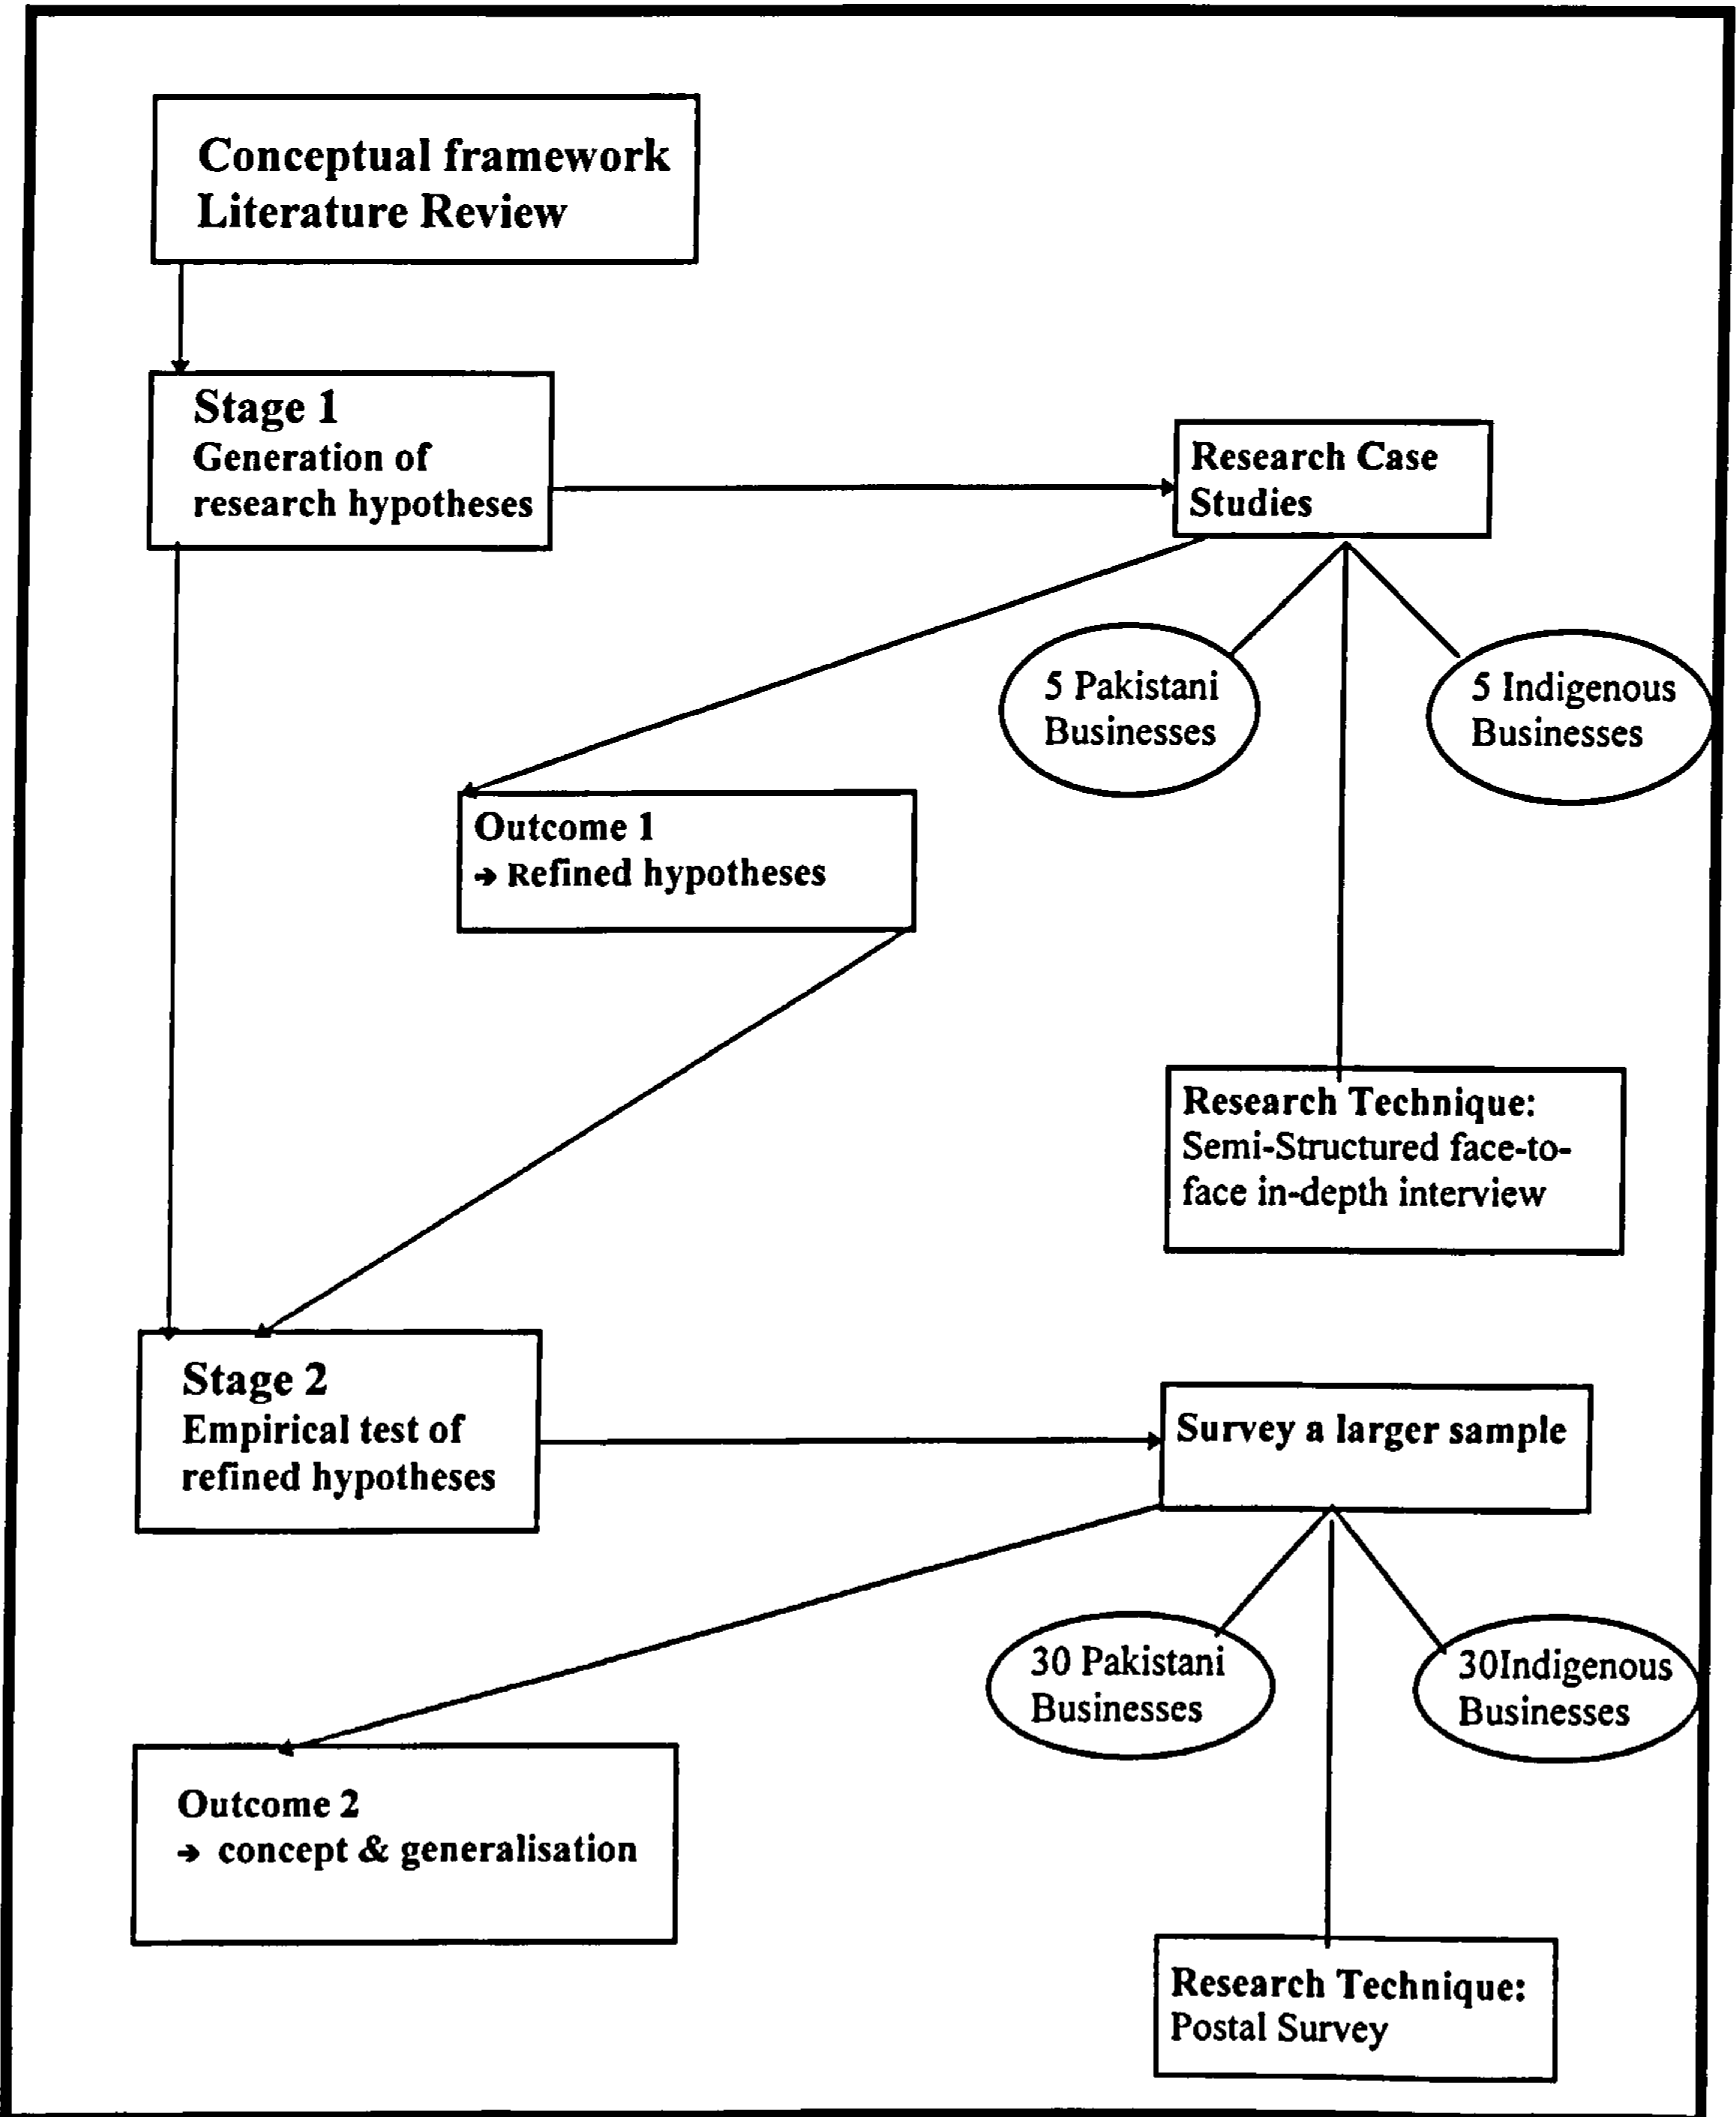 Conceptual framework
Literature Review
Stage 1
Generation of
research hypotheses
Research Case
Studies
5 Pakistani
Businesses
5 Indigenous
Businesses
Outcome 1
→ Refined hypotheses
Research Technique:
Semi-Structured face-to-
face in-depth interview
Stage 2
Empirical test of
refined hypotheses
Survey a larger sample
30 Pakistani
Businesses
30Indigenous
Businesses
Outcome 2
→ concept & generalisation
Research Technique:
Postal Survey